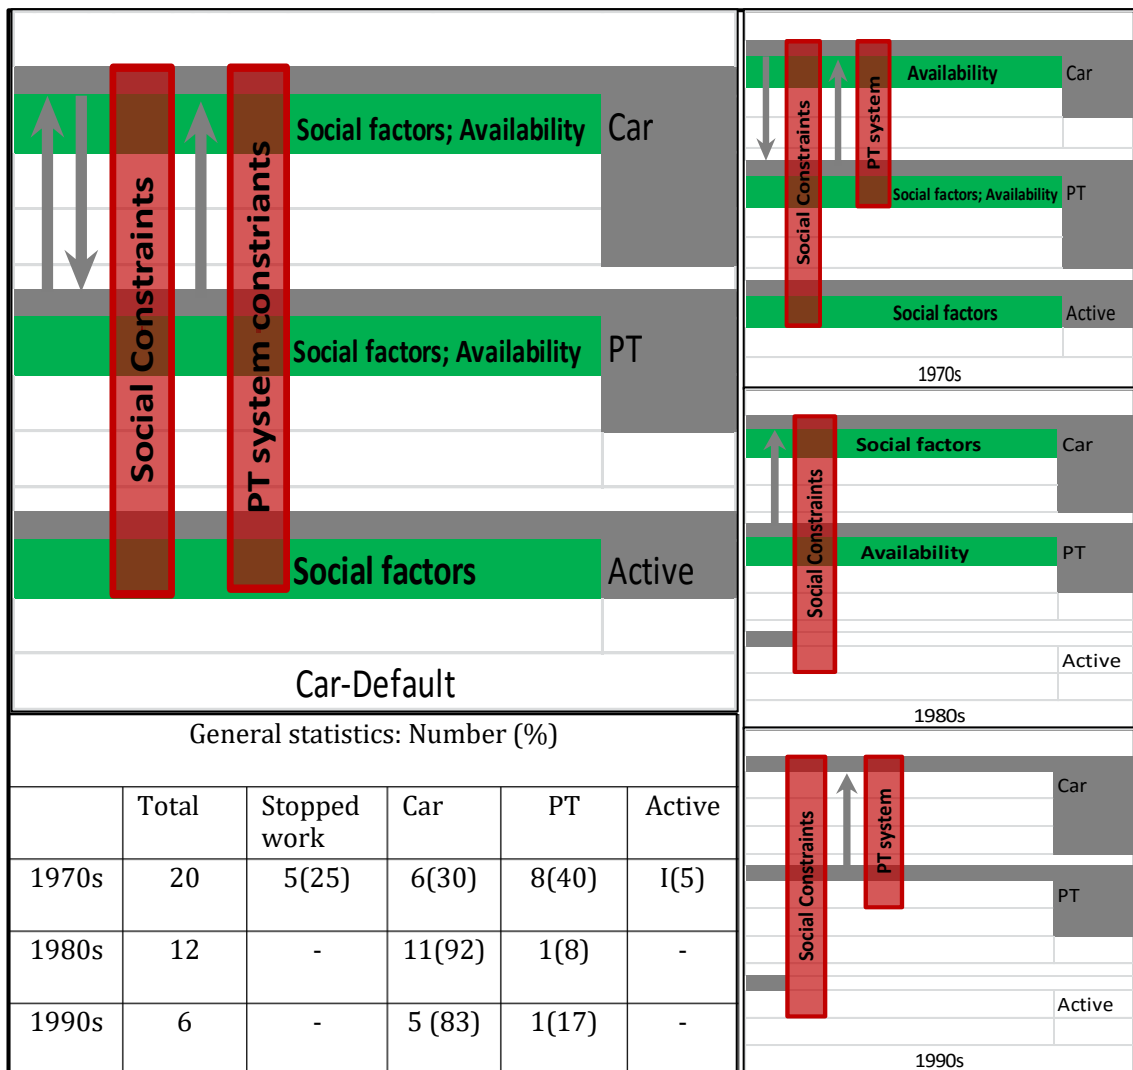 Social factors; Availability
Car
Social Constraints
PT system constriants
Social factors; Availability
PT
Social factors
Active
Car-Default
General statistics: Number (%)
Total Stopped work Car PT Active
1970s 20 5(25) 6(30) 8(40) I(5)
1980s 12 - 11(92) 1(8) -
1990s 6 - 5 (83) 1(17) -
Availability
Car
Social Constraints
PT system
Social factors; Availability
PT
Social factors
Active
1970s
Social factors
Car
Social Constraints
Availability
PT
Active
1980s
Car
Social Constraints
PT system
PT
Active
1990s